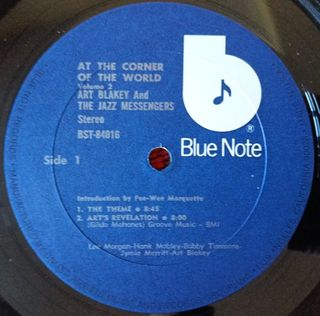 AT THE CORNER
OF THE WORLD
Volume 2
ART BLAKEY And
THE JAZZ MESSENGERS
Stereo
BST-84016
Side 1
®
Blue Note
Introduction by Pee-Wee Marquette
1. THE THEME • 8:45
2. ART'S REVELATION • 8:00
(Gildo Mahones) Groove Music - BMI
Lee Morgan-Hank Mobley-Bobby Timmons-
Jymie Merritt-Art Blakey